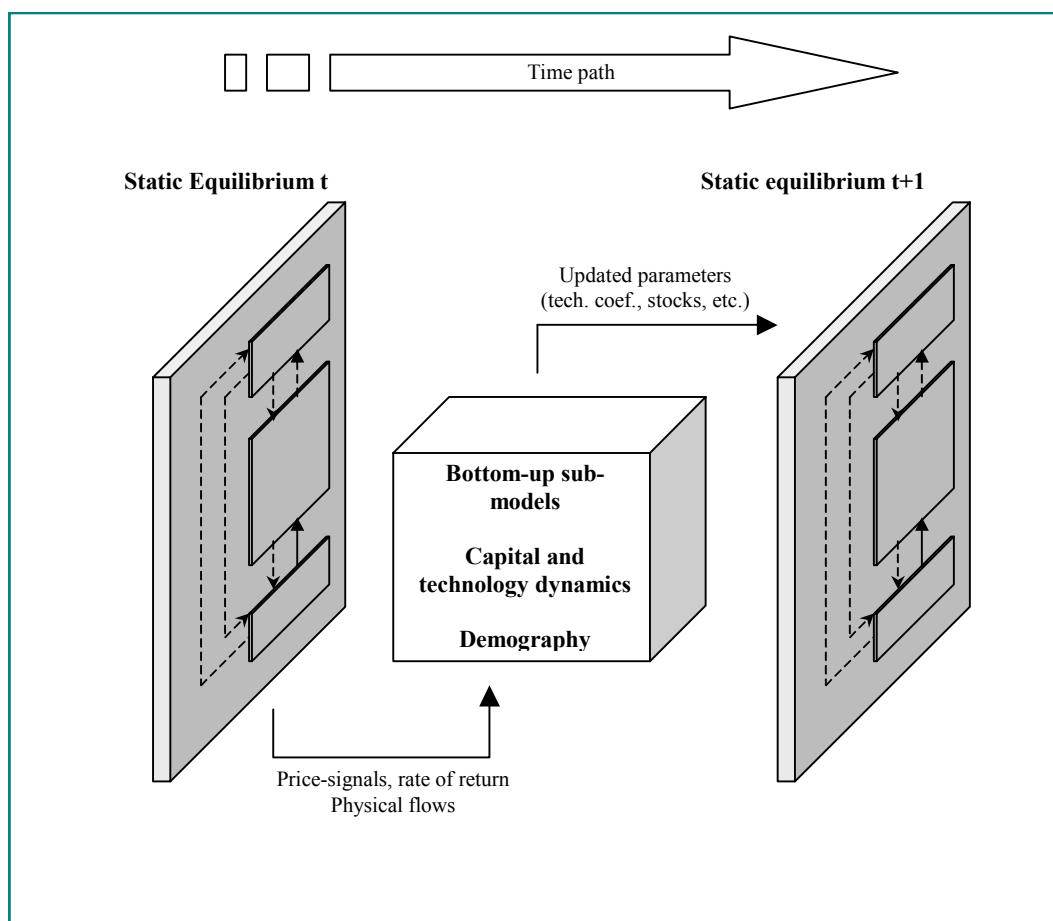 Time path
Static Equilibrium t
Static equilibrium t+1
Updated parameters
(tech. coef., stocks, etc.)
Bottom-up sub-
models
Capital and
technology dynamics
Demography
Price-signals, rate of return
Physical flows